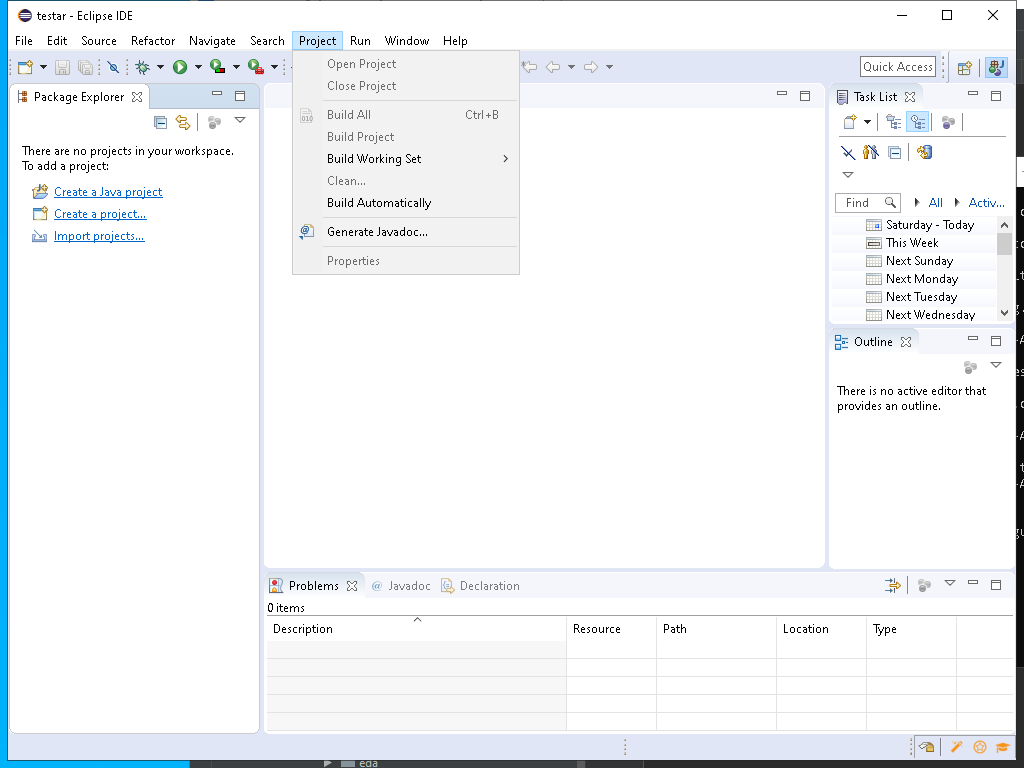 testar - Eclipse IDE
File Edit Source Refactor Navigate Search Project Run Window Help
Quick Access
Open Project
Close Project
Build All Ctrl+B
Build Project
Build Working Set
Clean...
Build Automatically
Generate Javadoc...
Properties
Package Explorer
There are no projects in your workspace.
To add a project:
Create a Java project
Create a project...
Import projects...
Task List
Find All Activ...
Saturday - Today
This Week
Next Sunday
Next Monday
Next Tuesday
Next Wednesday
Outline
There is no active editor that
provides an outline.
Problems @ Javadoc Declaration
0 items
Description Resource Path Location Type
eda